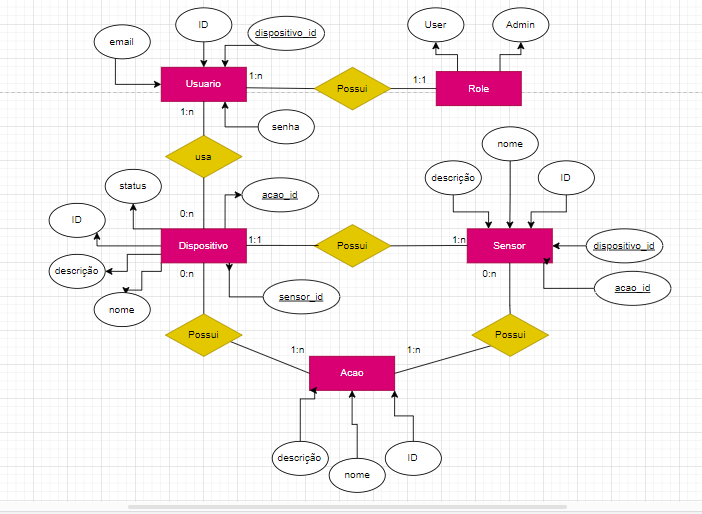 ID
dispositivo_id
User
Admin
email
Usuario
1:n
Possui
1:1
Role
1:n
senha
usa
nome
status
acao_id
descrição
ID
ID
0:n
Dispositivo
1:1
Possui
1:n
Sensor
dispositivo_id
descrição
0:n
0:n
nome
sensor_id
acao_id
Possui
Possui
1:n
1:n
Acao
descrição
nome
ID